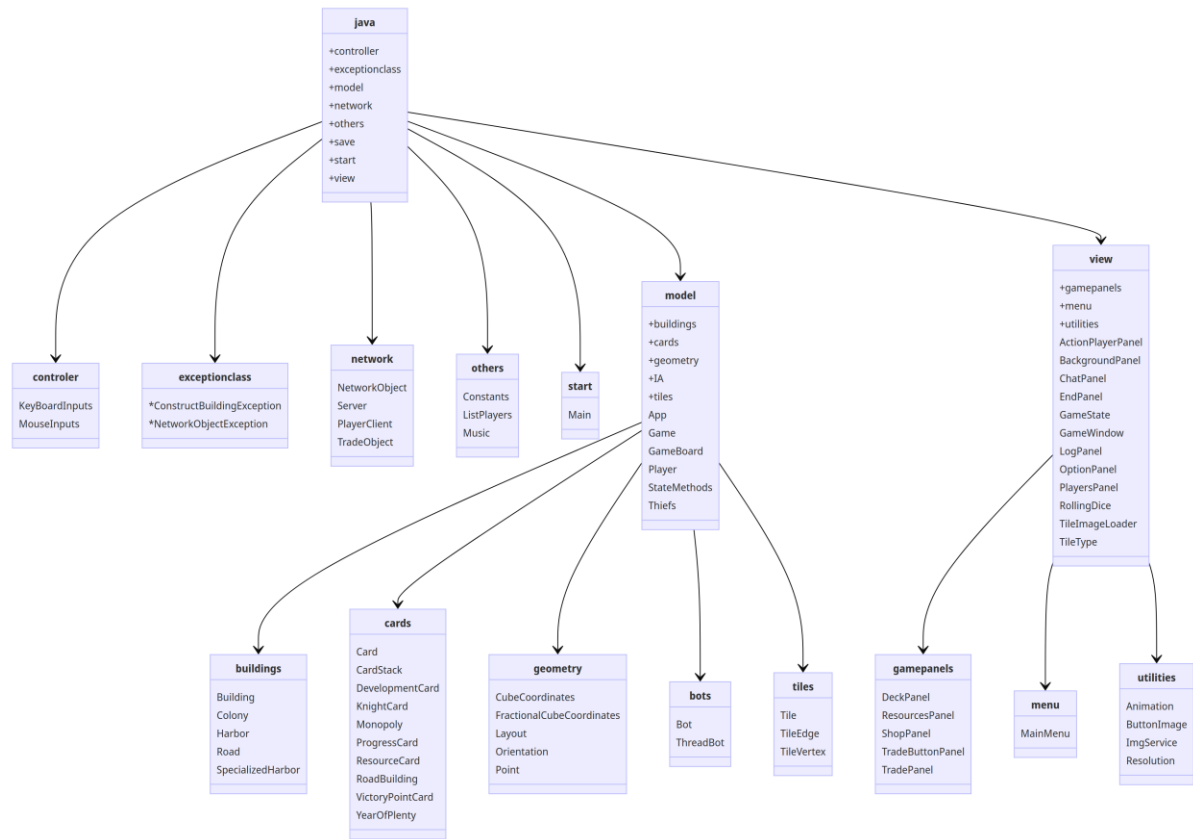 java
+controller
+exceptionclass
+model
+network
+others
+save
+start
+view
controler
KeyBoardInputs
MouseInputs
exceptionclass
*ConstructBuildingException
*NetworkObjectException
network
NetworkObject
Server
PlayerClient
TradeObject
others
Constants
ListPlayers
Music
start
Main
model
+buildings
+cards
+geometry
+IA
+tiles
App
Game
GameBoard
Player
StateMethods
Thiefs
view
+gamepanels
+menu
+utilities
ActionPlayerPanel
BackgroundPanel
ChatPanel
EndPanel
GameState
GameWindow
LogPanel
OptionPanel
PlayersPanel
RollingDice
TileImageLoader
TileType
buildings
Building
Colony
Harbor
Road
SpecializedHarbor
cards
Card
CardStack
DevelopmentCard
KnightCard
Monopoly
ProgressCard
ResourceCard
RoadBuilding
VictoryPointCard
YearOfPlenty
geometry
CubeCoordinates
FractionalCubeCoordinates
Layout
Orientation
Point
bots
Bot
ThreadBot
tiles
Tile
TileEdge
TileVertex
gamepanels
DeckPanel
ResourcesPanel
ShopPanel
TradeButtonPanel
TradePanel
menu
MainMenu
utilities
Animation
ButtonImage
ImgService
Resolution